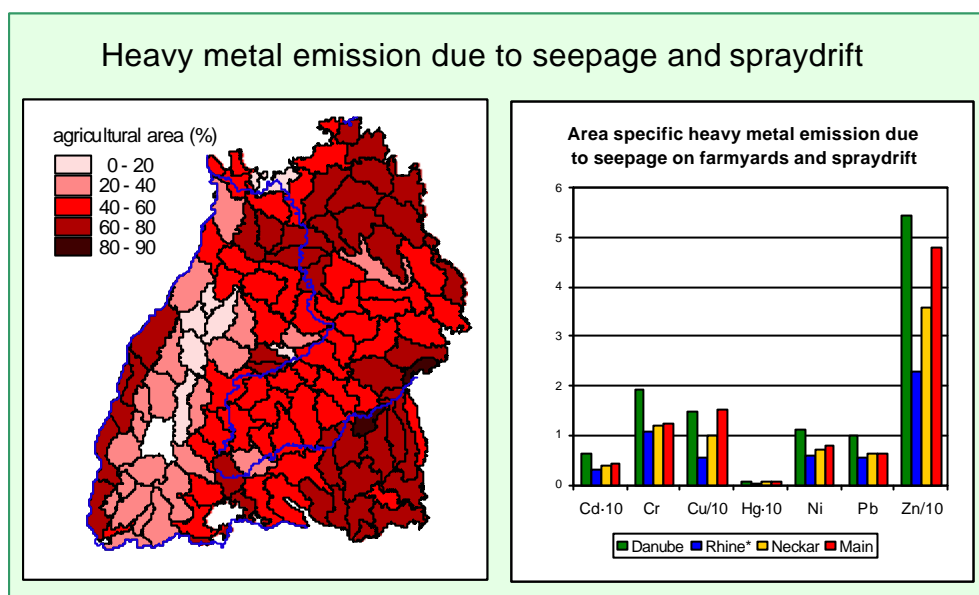 Heavy metal emission due to seepage and spraydrift
agricultural area (%)
0 - 20
20 - 40
40 - 60
60 - 80
80 - 90
Area specific heavy metal emission due
to seepage on farmyards and spraydrift
6
5
4
3
2
1
0
Cd·10 Cr Cu/10 Hg·10 Ni Pb Zn/10
Danube Rhine* Neckar Main